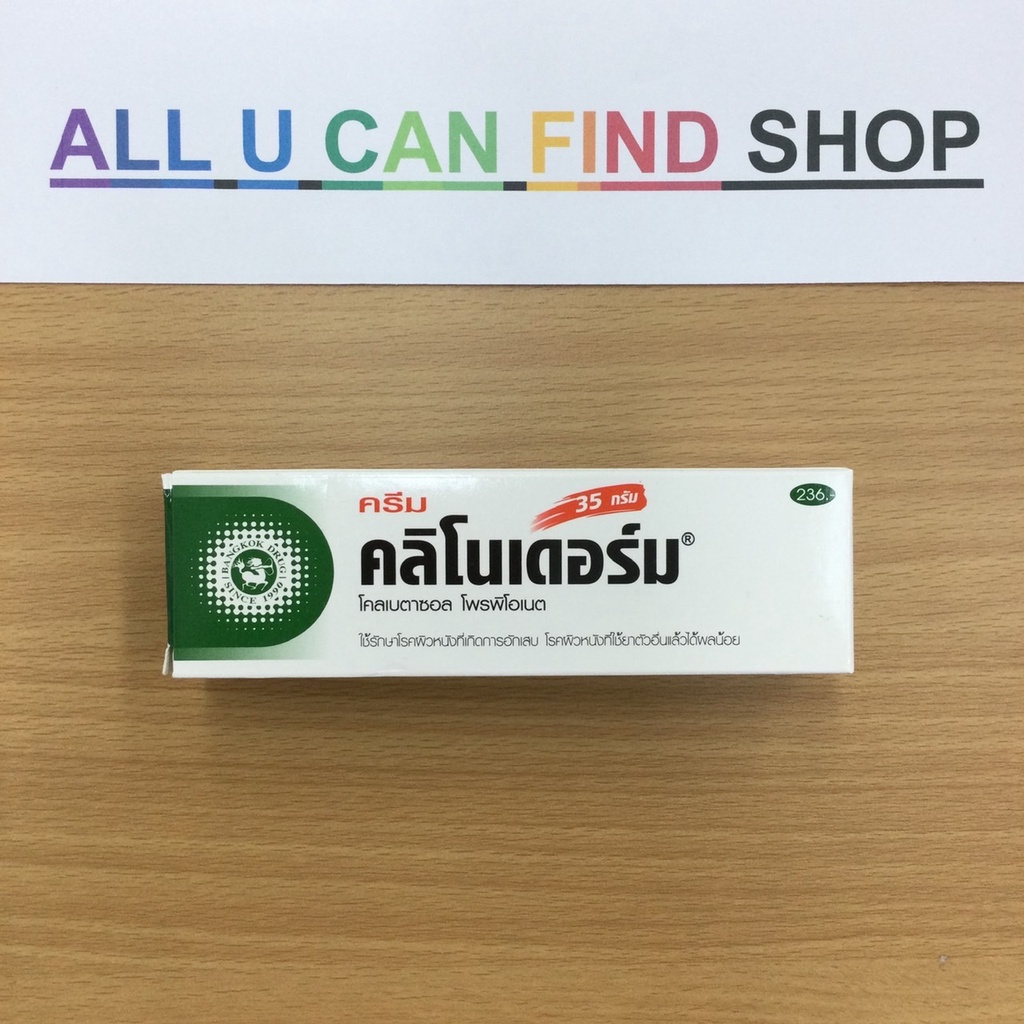 ALL U CAN FIND SHOP
ครีม
35 กรัม
236.-
คลิโนเดอร์ม®
โคลเบตาซอล โพรพิโอเนต
ใช้รักษาโรคผิวหนังที่เกิดการอักเสบ โรคผิวหนังที่ใช้ยาตัวอื่นแล้วได้ผลน้อย
BANGKOK DRUG
SINCE 1990